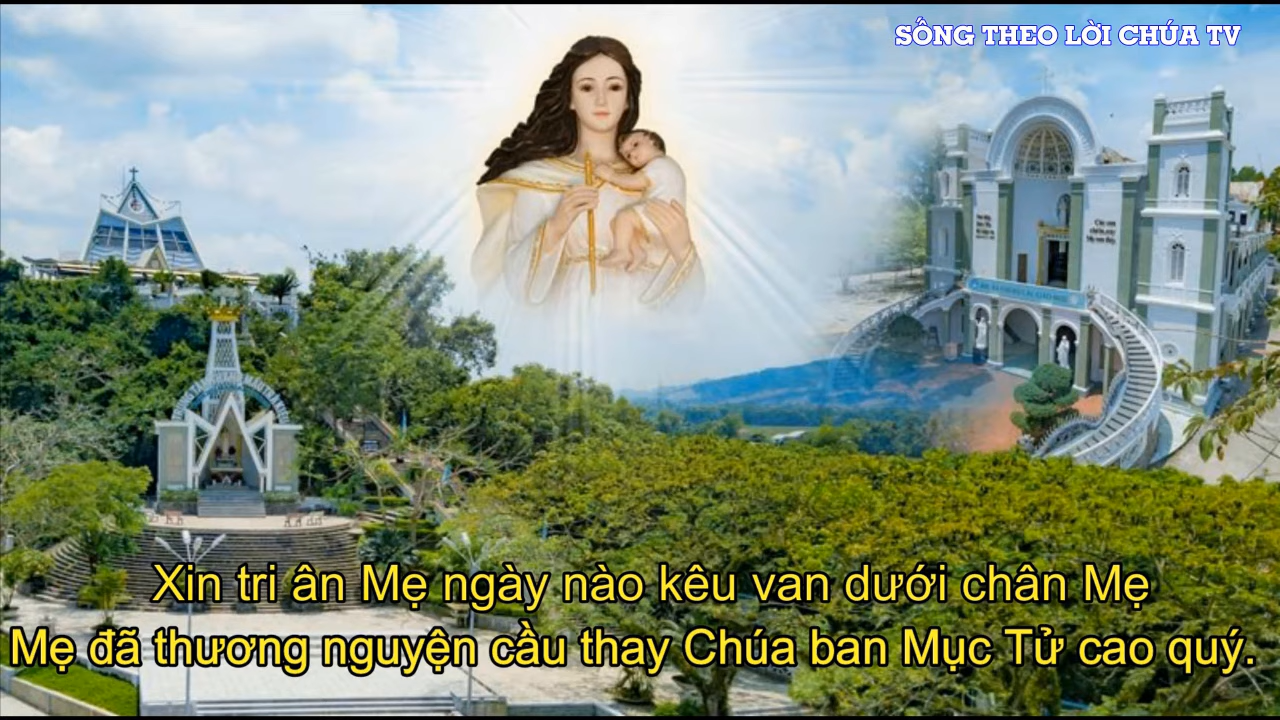 SỐNG THEO LỜI CHÚA TV
Xin tri ân Mẹ ngày nào kêu van dưới chân Mẹ
Mẹ đã thương nguyện cầu thay Chúa ban Mục Tử cao quý.